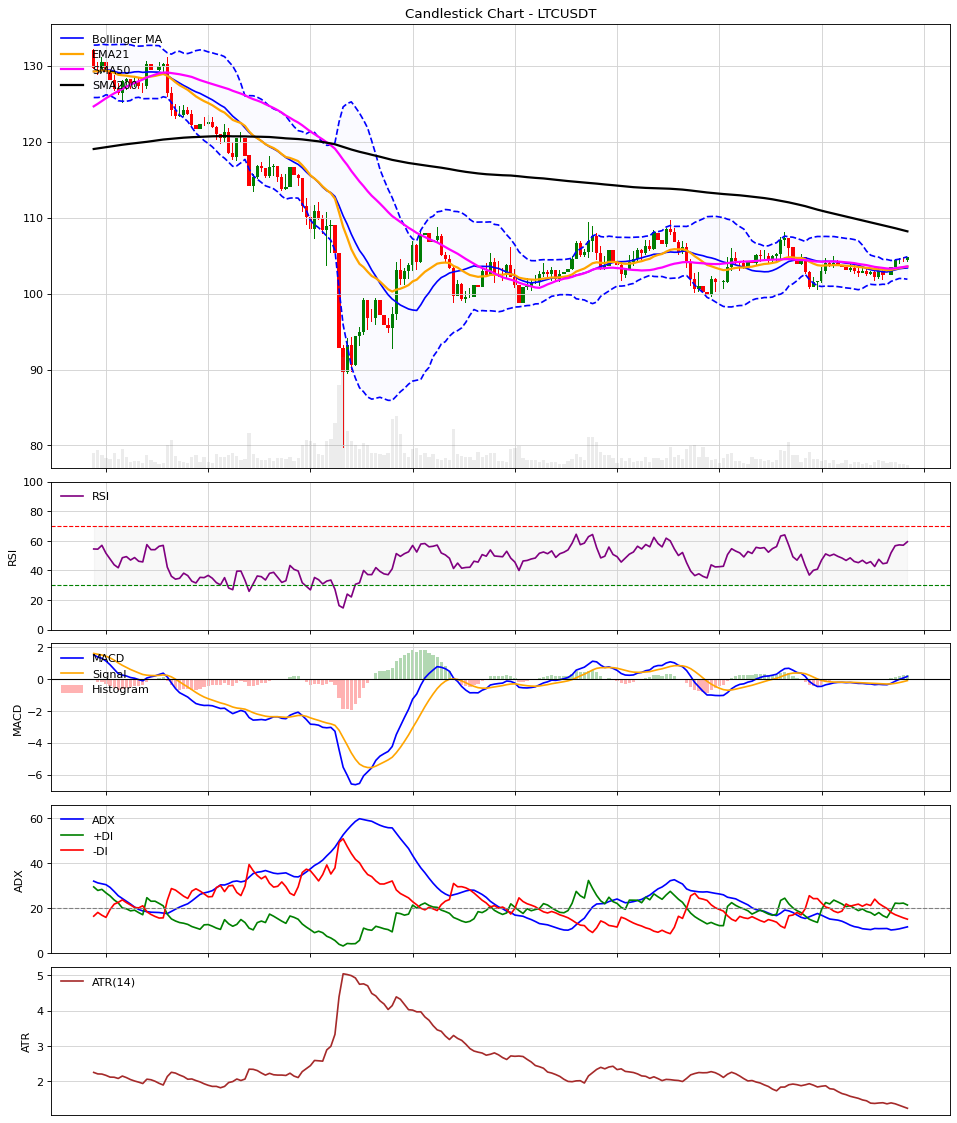 Candlestick Chart - LTCUSDT
Bollinger MA
EMA21
SMA50
SMA200
130
120
110
100
90
80
RSI
100
80
60
40
20
0
RSI
MACD
Signal
Histogram
2
0
−2
−4
−6
MACD
ADX
+DI
-DI
60
40
20
0
ADX
ATR(14)
5
4
3
2
ATR